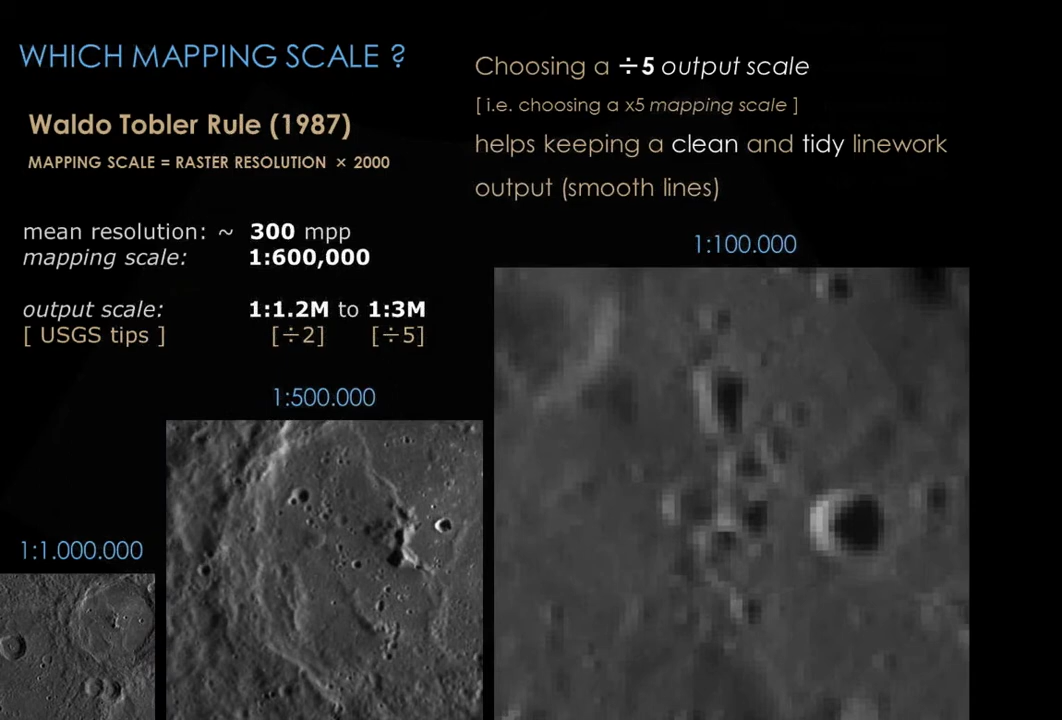 WHICH MAPPING SCALE ?
Waldo Tobler Rule (1987)
MAPPING SCALE = RASTER RESOLUTION × 2000
mean resolution: ~ 300 mpp
mapping scale: 1:600,000
output scale: 1:1.2M to 1:3M
[ USGS tips ] [÷2] [÷5]
Choosing a ÷5 output scale
[ i.e. choosing a x5 mapping scale ]
helps keeping a clean and tidy linework
output (smooth lines)
1:1.000.000
1:500.000
1:100.000